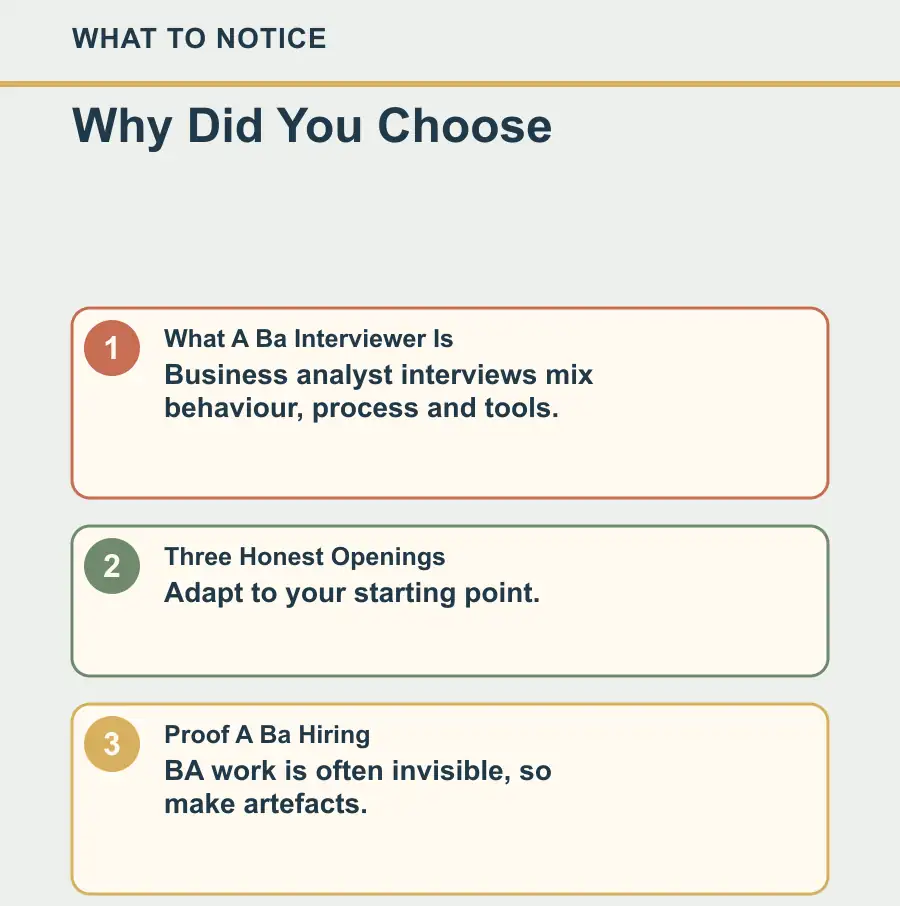 WHAT TO NOTICE
Why Did You Choose
1
What A Ba Interviewer Is
Business analyst interviews mix
behaviour, process and tools.
2
Three Honest Openings
Adapt to your starting point.
3
Proof A Ba Hiring
BA work is often invisible, so
make artefacts.